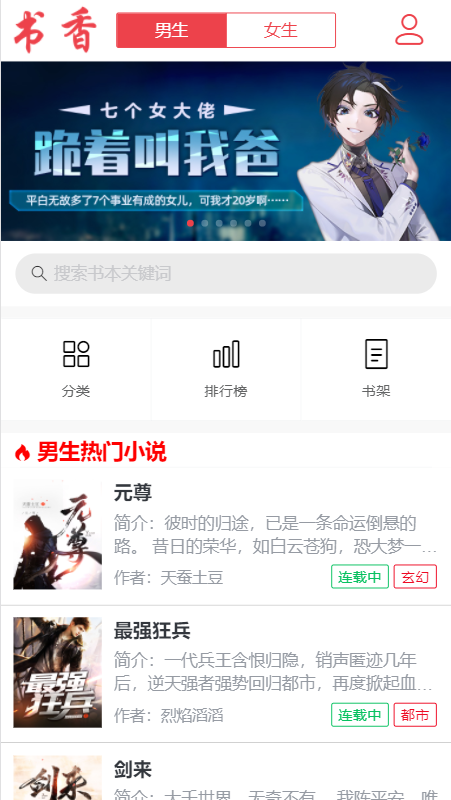 书香
男生
女生
七个女大佬
跪着叫我爸
平白无故多了7个事业有成的女儿，可我才20岁啊……
搜索书本关键词
分类
排行榜
书架
男生热门小说
元尊
元尊
简介：彼时的归途，已是一条命运倒悬的
路。 昔日的荣华，如白云苍狗，恐大梦一…
作者：天蚕土豆
连载中
玄幻
最强狂兵
最强
狂兵
简介：一代兵王含恨归隐，销声匿迹几年
后，逆天强者强势回归都市，再度掀起血…
作者：烈焰滔滔
连载中
都市
剑来
剑来
简介：大千世界，无奇不有。 我陈平安，唯